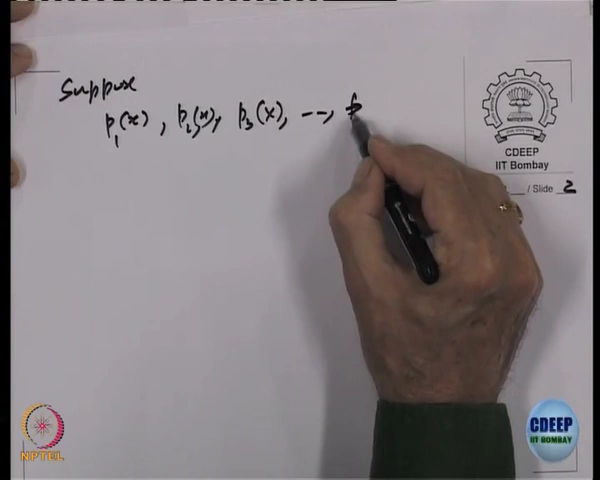 Suppose
p₁(x), p₂(x), p₃(x), ---, p
CDEEP
IIT Bombay
/ Slide 2
NPTEL
CDEEP
IIT BOMBAY